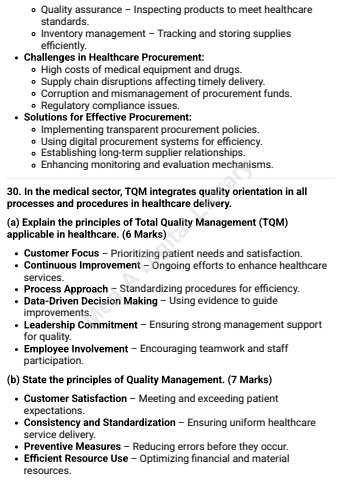 Quality assurance – Inspecting products to meet healthcare
standards.
Inventory management – Tracking and storing supplies
efficiently.
Challenges in Healthcare Procurement:
High costs of medical equipment and drugs.
Supply chain disruptions affecting timely delivery.
Corruption and mismanagement of procurement funds.
Regulatory compliance issues.
Solutions for Effective Procurement:
Implementing transparent procurement policies.
Using digital procurement systems for efficiency.
Establishing long-term supplier relationships.
Enhancing monitoring and evaluation mechanisms.
30. In the medical sector, TQM integrates quality orientation in all
processes and procedures in healthcare delivery.
(a) Explain the principles of Total Quality Management (TQM)
applicable in healthcare. (6 Marks)
Customer Focus – Prioritizing patient needs and satisfaction.
Continuous Improvement – Ongoing efforts to enhance healthcare
services.
Process Approach – Standardizing procedures for efficiency.
Data-Driven Decision Making – Using evidence to guide
improvements.
Leadership Commitment – Ensuring strong management support
for quality.
Employee Involvement – Encouraging teamwork and staff
participation.
(b) State the principles of Quality Management. (7 Marks)
Customer Satisfaction – Meeting and exceeding patient
expectations.
Consistency and Standardization – Ensuring uniform healthcare
service delivery.
Preventive Measures – Reducing errors before they occur.
Efficient Resource Use – Optimizing financial and material
resources.